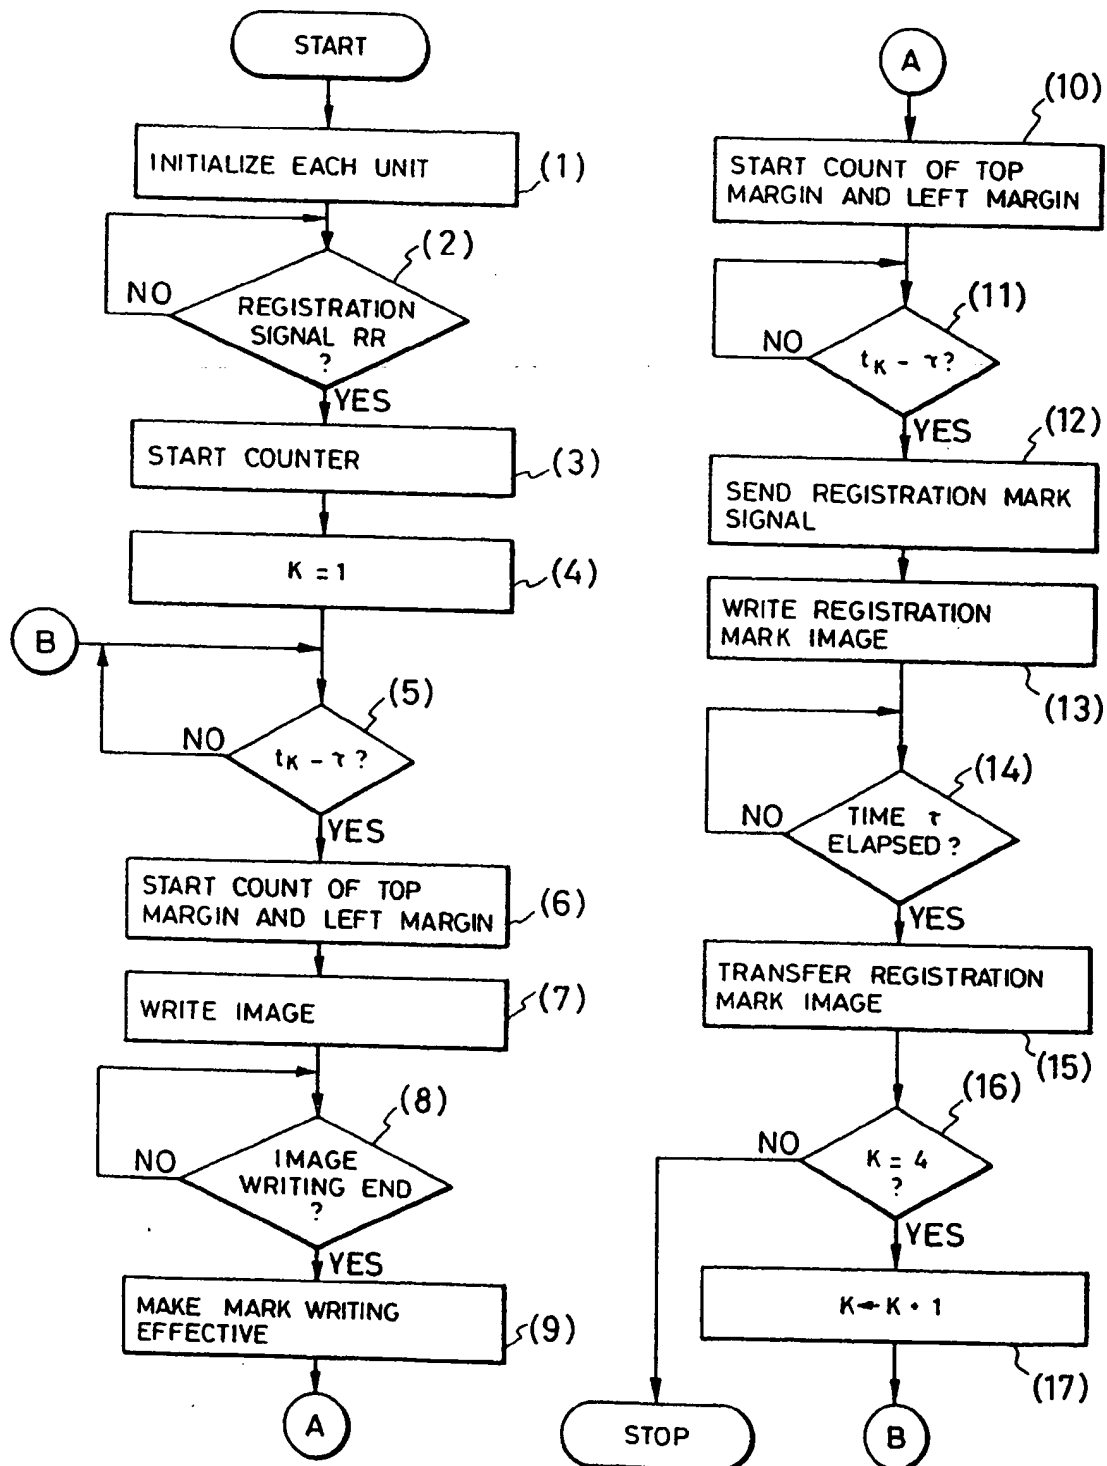 START
INITIALIZE EACH UNIT
(1)
(2)
NO
REGISTRATION
SIGNAL RR
?
YES
START COUNTER
(3)
K = 1
(4)
B
(5)
NO
tK - τ ?
YES
START COUNT OF TOP
MARGIN AND LEFT MARGIN
(6)
WRITE IMAGE
(7)
(8)
NO
IMAGE
WRITING END
?
YES
MAKE MARK WRITING
EFFECTIVE
(9)
A
A
(10)
START COUNT OF TOP
MARGIN AND LEFT MARGIN
(11)
NO
tK - τ ?
YES
(12)
SEND REGISTRATION MARK
SIGNAL
WRITE REGISTRATION
MARK IMAGE
(13)
(14)
NO
TIME τ
ELAPSED ?
YES
TRANSFER REGISTRATION
MARK IMAGE
(15)
(16)
NO
K = 4
?
YES
K ← K + 1
(17)
STOP
B